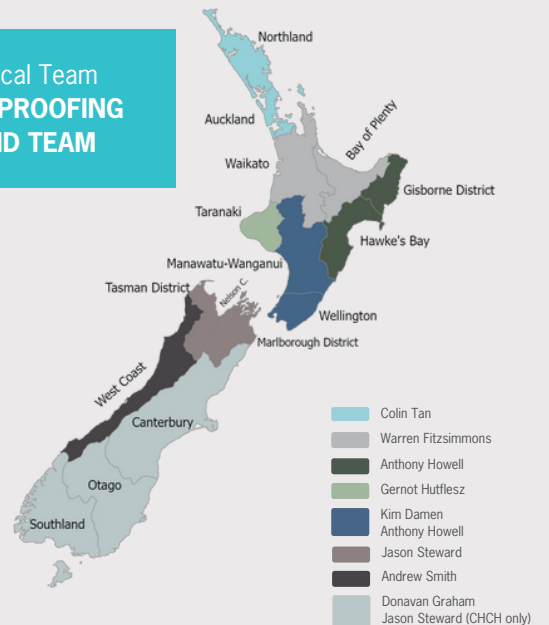 cal Team
PROOFING
D TEAM
Northland
Auckland
Bay of Plenty
Waikato
Gisborne District
Taranaki
Hawke's Bay
Manawatu-Wanganui
Tasman District
Nelson C.
Wellington
Marlborough District
West Coast
Canterbury
Otago
Southland
Colin Tan
Warren Fitzsimmons
Anthony Howell
Gernot Hutflesz
Kim Damen
Anthony Howell
Jason Steward
Andrew Smith
Donavan Graham
Jason Steward (CHCH only)